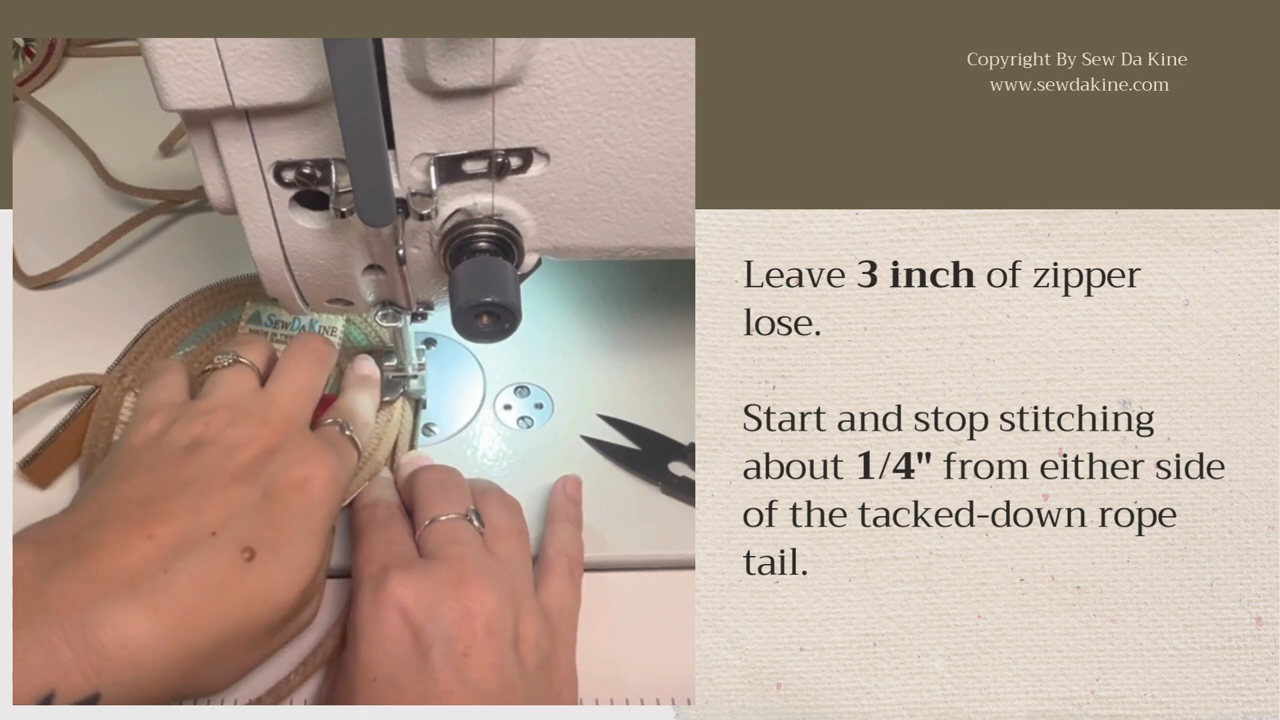 Copyright By Sew Da Kine
www.sewdakine.com
SEWDAKINE
Leave 3 inch of zipper
lose.
Start and stop stitching
about 1/4" from either side
of the tacked-down rope
tail.